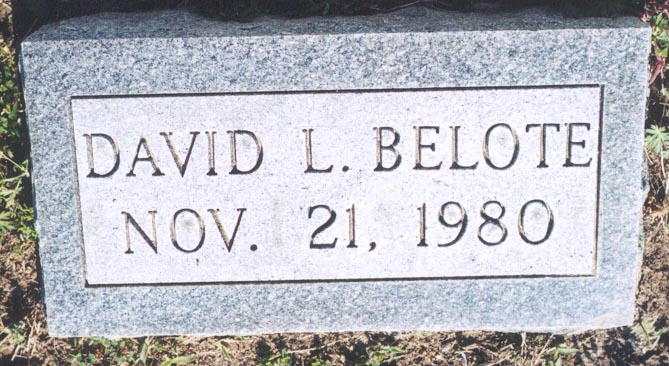 DAVID L. BELOTE
NOV. 21, 1980